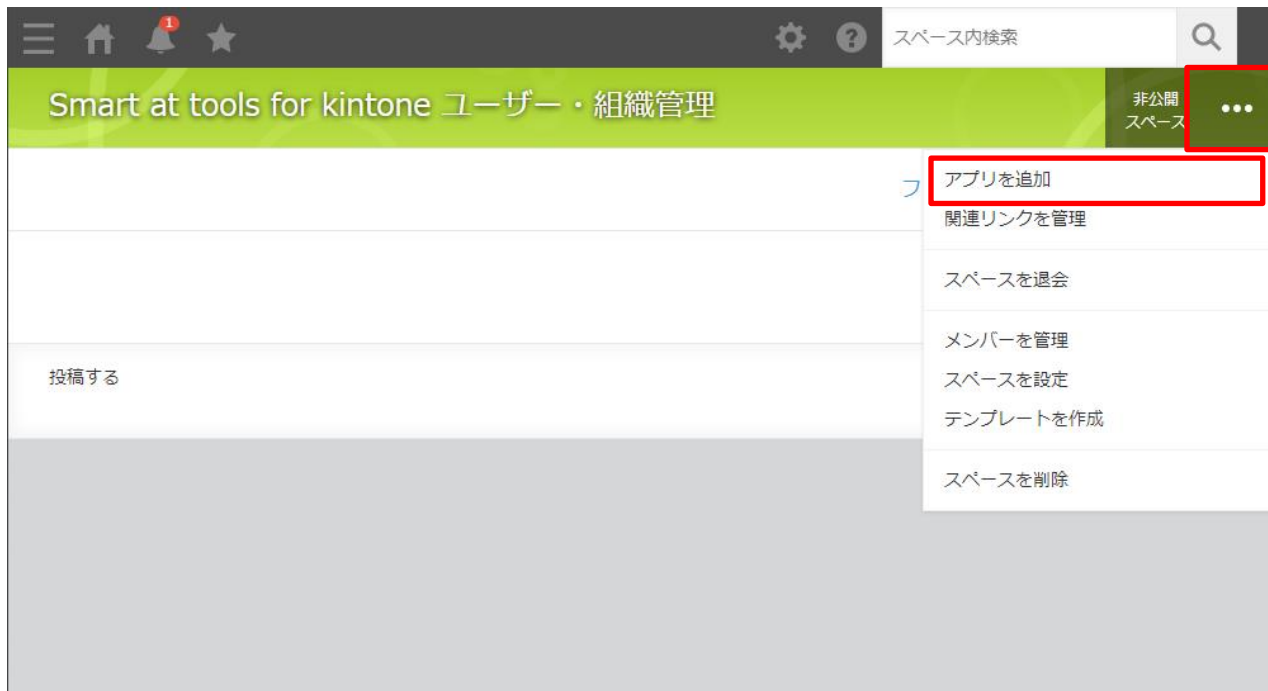 1
スペース内検索
Smart at tools for kintone ユーザー・組織管理
非公開
スペース
フ
アプリを追加
関連リンクを管理
スペースを退会
メンバーを管理
スペースを設定
テンプレートを作成
スペースを削除
投稿する